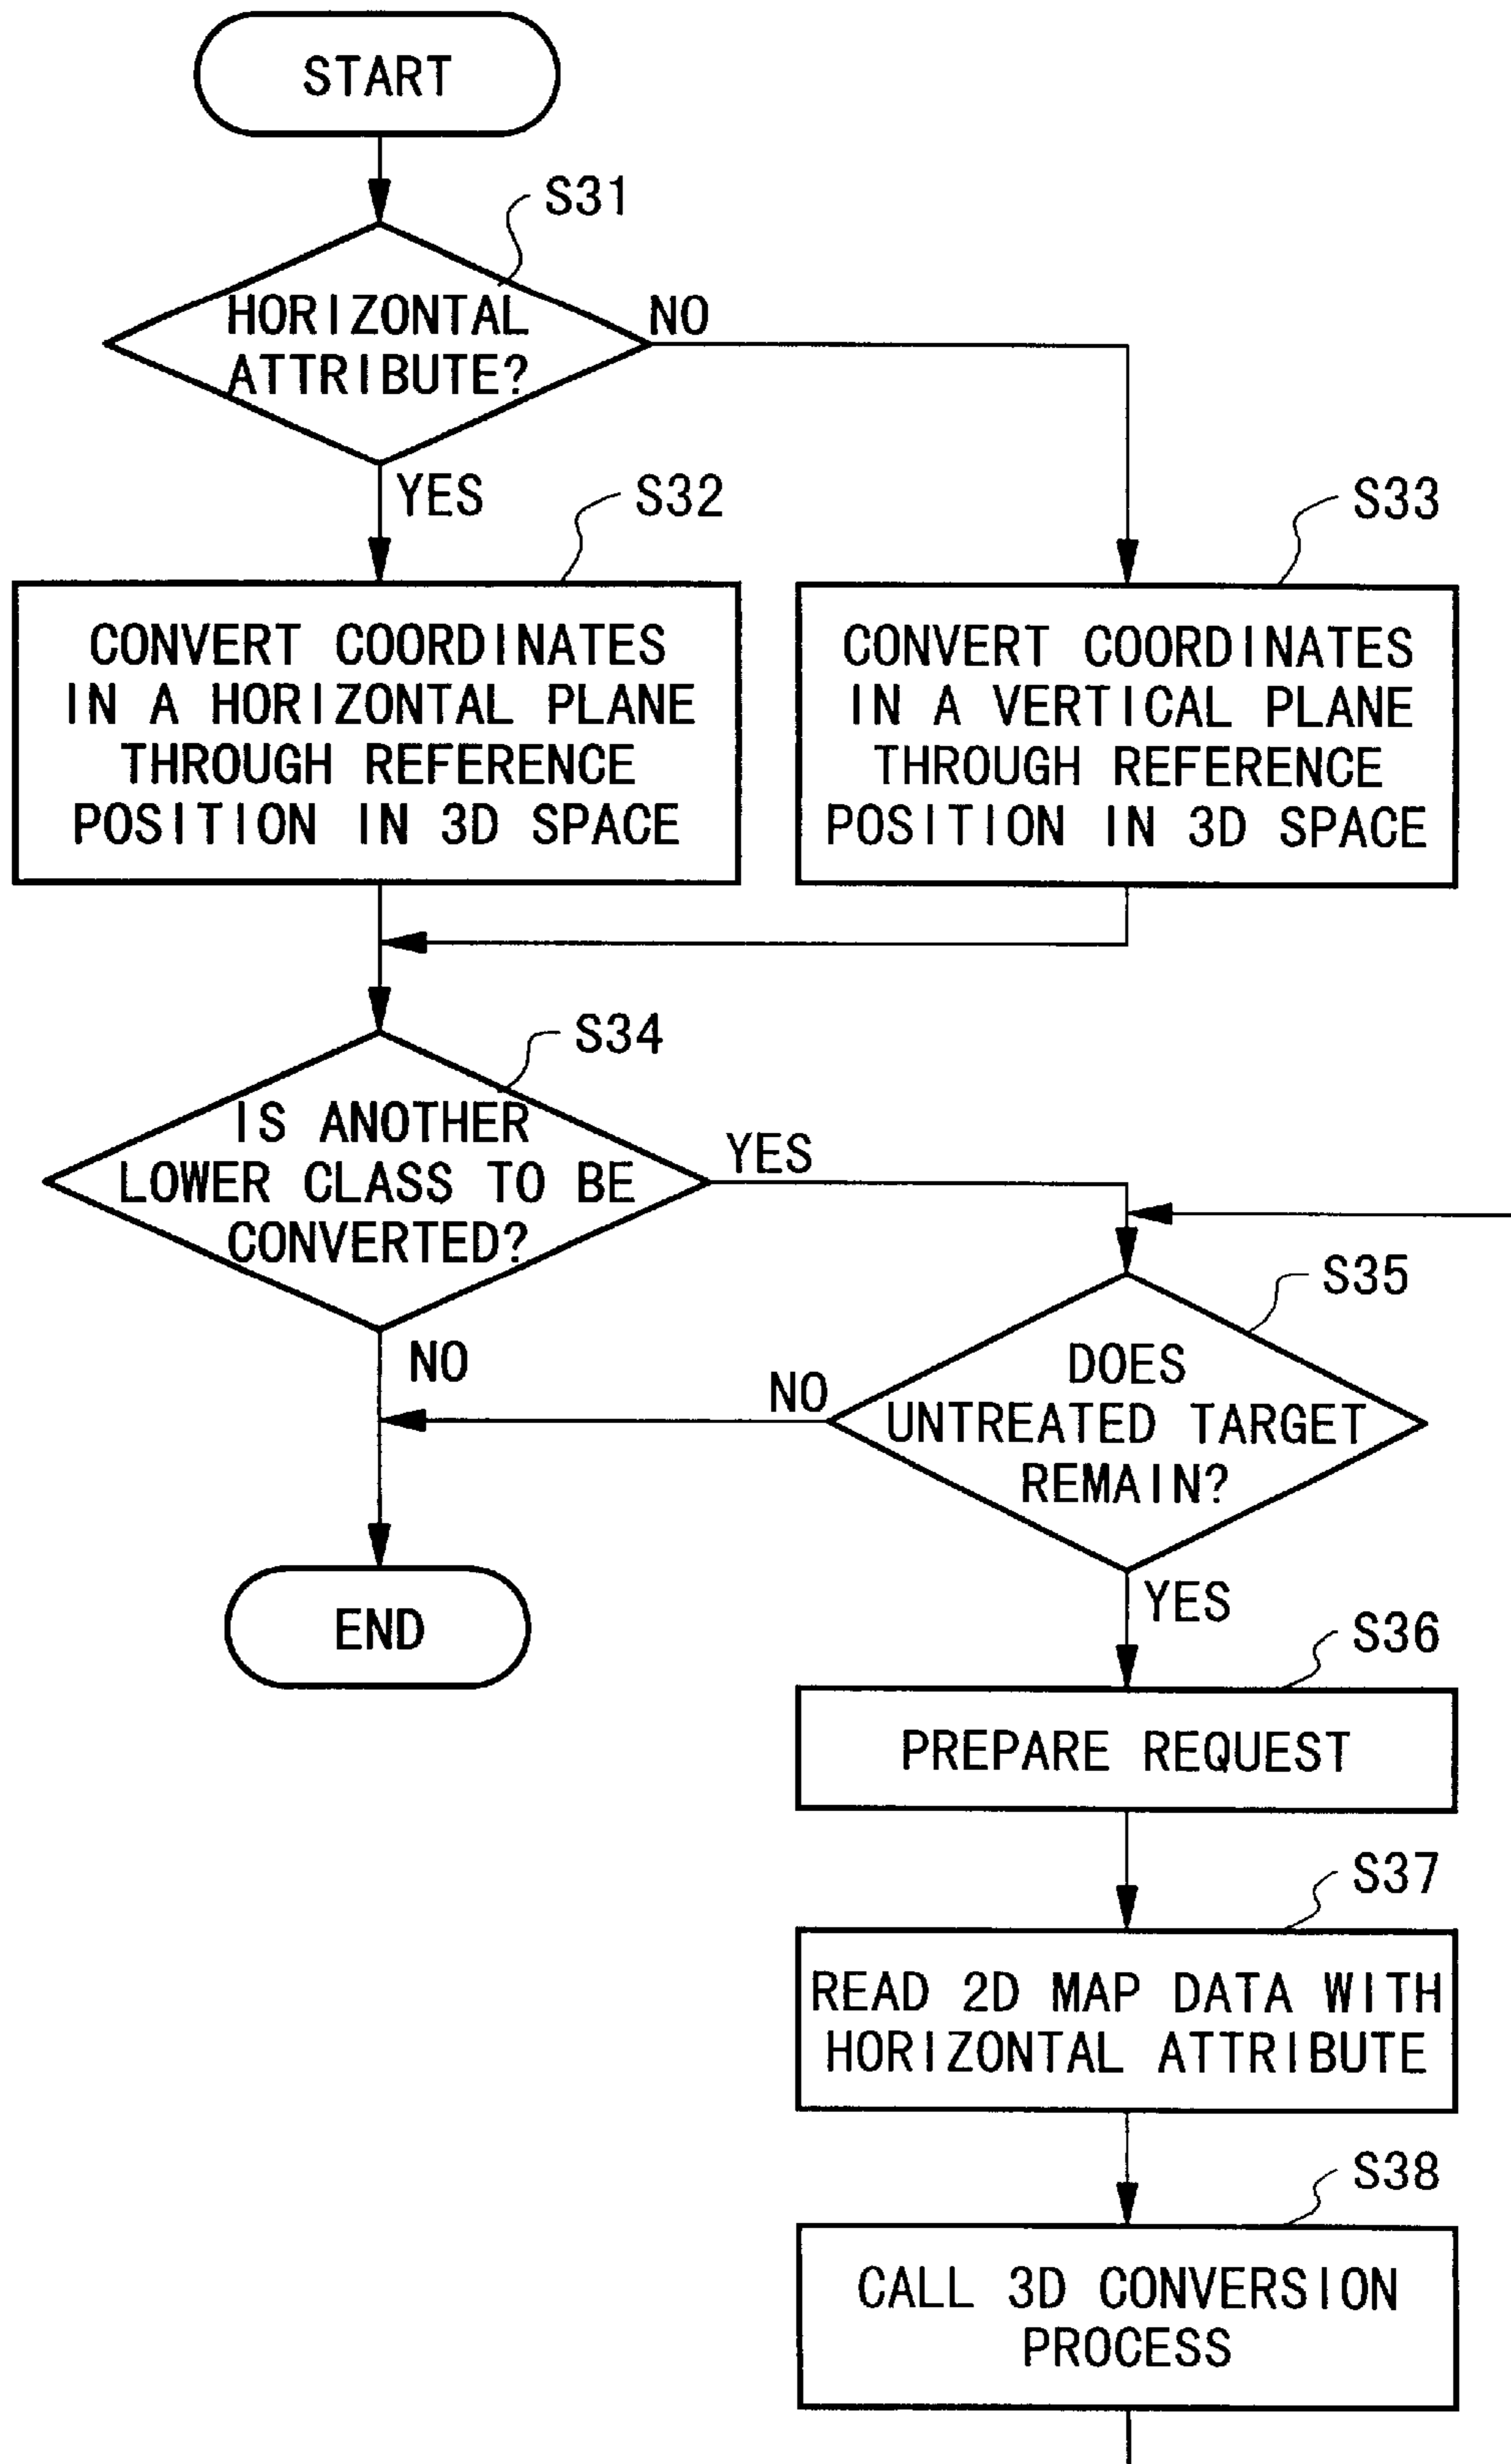 START
S31
HORIZONTAL
ATTRIBUTE?
NO
YES
S32
S33
CONVERT COORDINATES
IN A HORIZONTAL PLANE
THROUGH REFERENCE
POSITION IN 3D SPACE
CONVERT COORDINATES
IN A VERTICAL PLANE
THROUGH REFERENCE
POSITION IN 3D SPACE
S34
IS ANOTHER
LOWER CLASS TO BE
CONVERTED?
YES
NO
S35
DOES
UNTREATED TARGET
REMAIN?
NO
YES
END
S36
PREPARE REQUEST
S37
READ 2D MAP DATA WITH
HORIZONTAL ATTRIBUTE
S38
CALL 3D CONVERSION
PROCESS